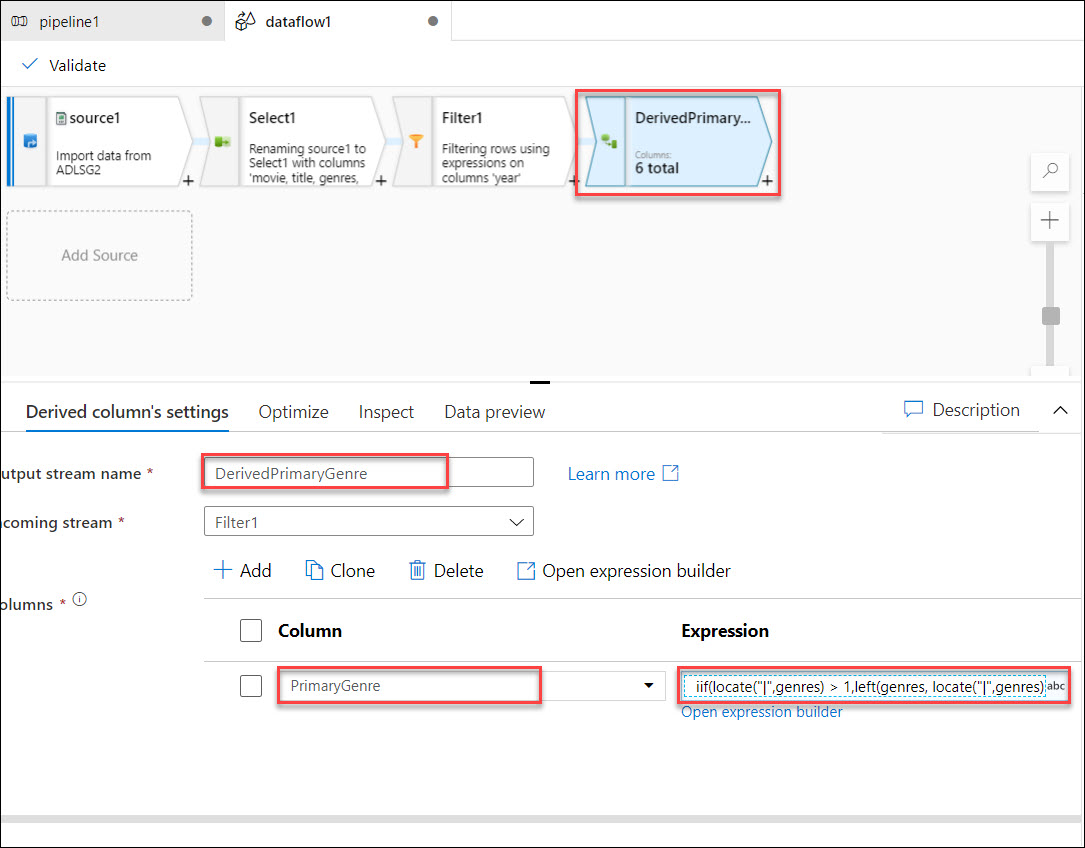 pipeline1
dataflow1
Validate
source1
Import data from
ADLSG2
+
Select1
Renaming source1 to
Select1 with columns
'movie, title, genres,
+
Filter1
Filtering rows using
expressions on
columns 'year'
+
DerivedPrimary...
Columns:
6 total
+
Add Source
Derived column's settings Optimize Inspect Data preview
Description
utput stream name *
DerivedPrimaryGenre
Learn more
ncoming stream *
Filter1
Add Clone Delete Open expression builder
olumns *
Column Expression
PrimaryGenre
iif(locate("|",genres) > 1,left(genres, locate("|",genres) abc
Open expression builder